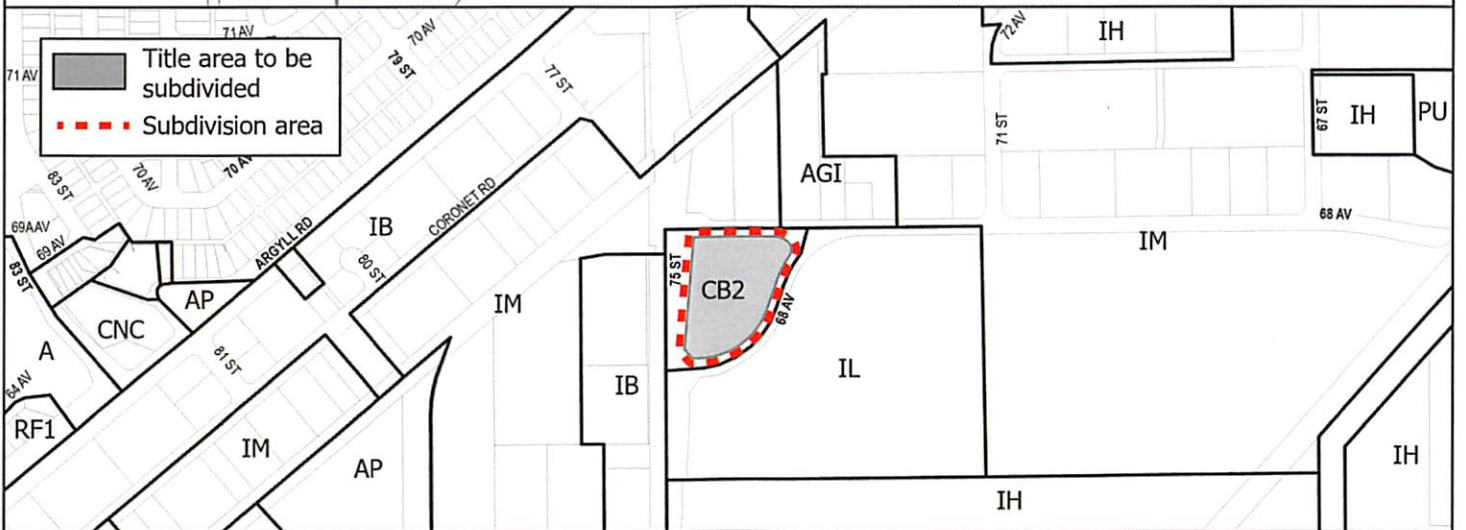 71 AV
70 AV
72 AV
IH
71 AV
Title area to be
subdivided
Subdivision area
79 ST
77 ST
67 ST
IH
PU
71 ST
70 AV
70 AV
83 ST
AGI
69A AV
69 AV
83 ST
ARGYLL RD
IB
CORONET RD
68 AV
IM
80 ST
75 ST
CB2
68 AV
AP
CNC
A
IM
81 ST
64 AV
RF1
IB
IL
IM
AP
IH
IH